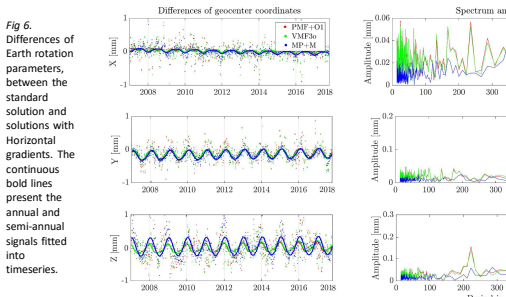 Fig 6.
Differences of
Earth rotation
parameters,
between the
standard
solution and
solutions with
Horizontal
gradients. The
continuous
bold lines
present the
annual and
semi-annual
signals fitted
into
timeseries.
Differences of geocenter coordinates
PMF+O1
VMF3o
MP+M
X [mm]
1
0
-1
2008 2010 2012 2014 2016 2018
Y [mm]
1
0
-1
2008 2010 2012 2014 2016 2018
Z [mm]
1
0
-1
2008 2010 2012 2014 2016 2018
Spectrum an
Amplitude [mm]
0.06
0.04
0.02
0
0 100 200 300
Amplitude [mm]
0.2
0.1
0
0 100 200 300
Amplitude [mm]
0.3
0.2
0.1
0
0 100 200 300